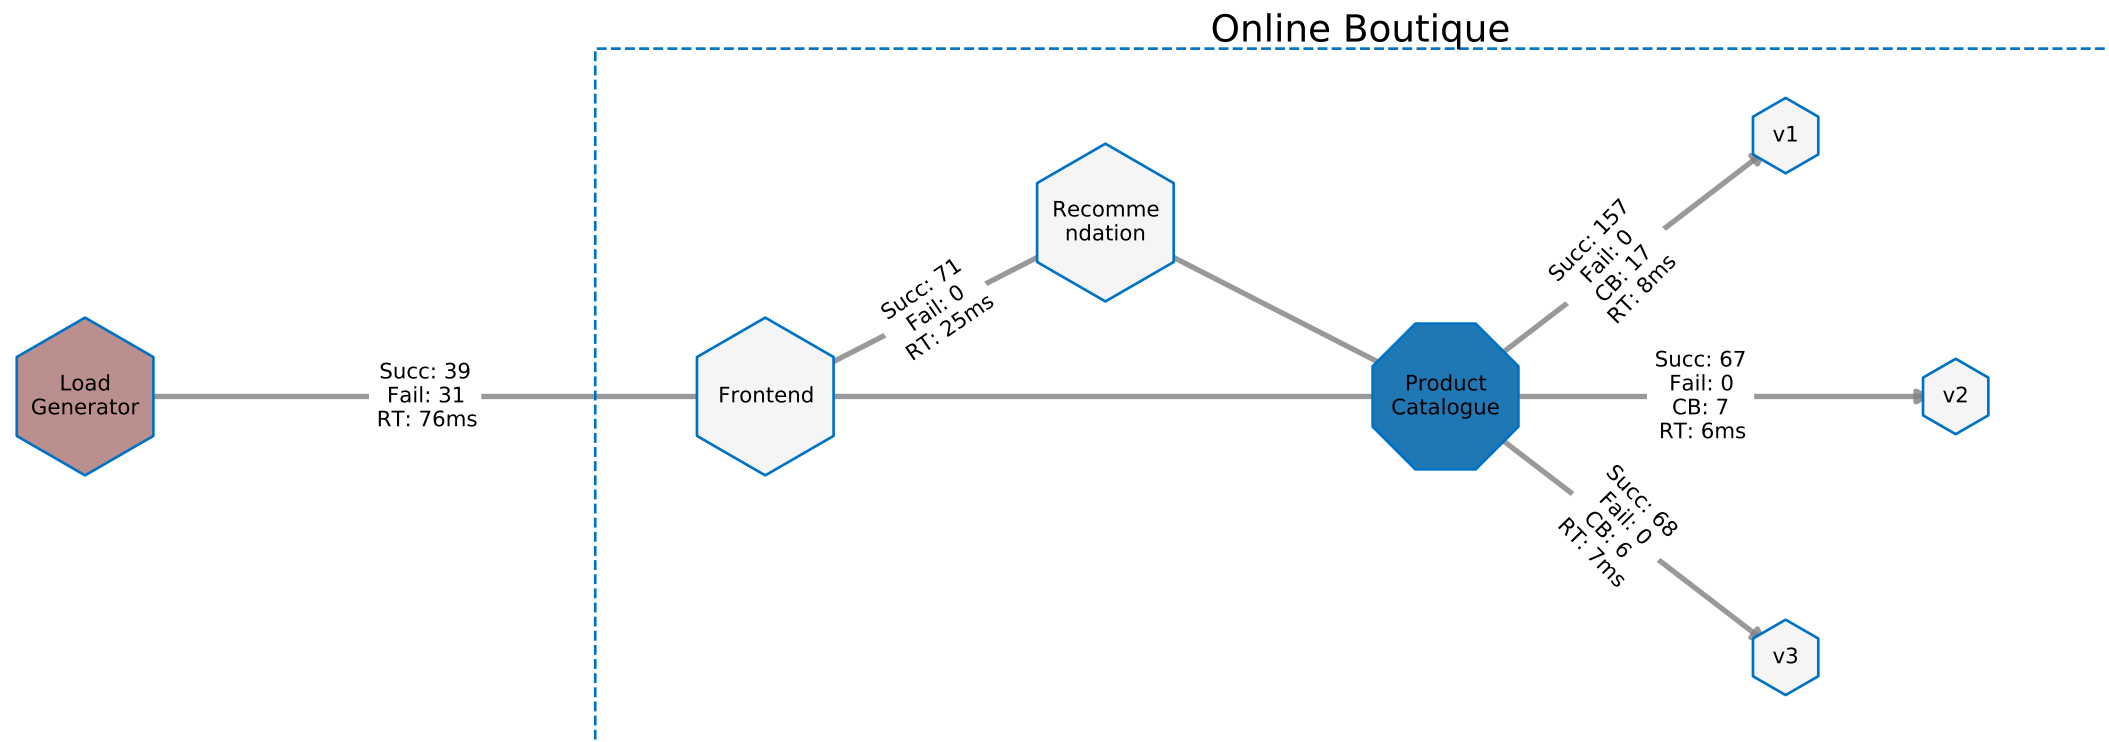 Online Boutique
Load
Generator
Succ: 39
Fail: 31
RT: 76ms
Frontend
Succ: 71
Fail: 0
RT: 25ms
Recomme
ndation
Product
Catalogue
Succ: 157
Fail: 0
CB: 17
RT: 8ms
v1
Succ: 67
Fail: 0
CB: 7
RT: 6ms
v2
Succ: 68
Fail: 0
CB: 6
RT: 7ms
v3